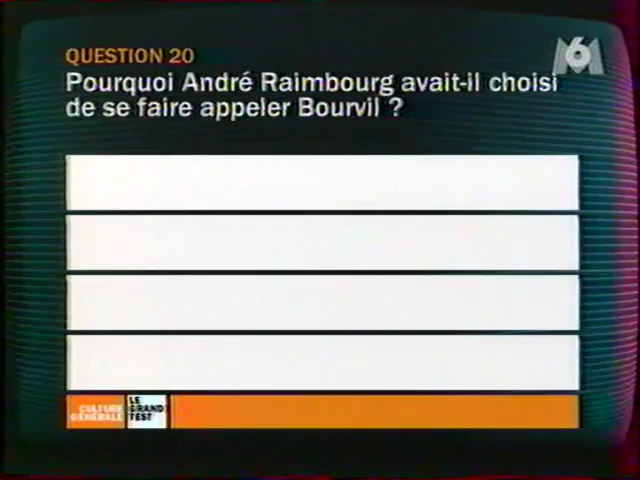 QUESTION 20
M6
Pourquoi André Raimbourg avait-il choisi
de se faire appeler Bourvil ?
CULTURE
GÉNÉRALE
LE
GRAND
TEST